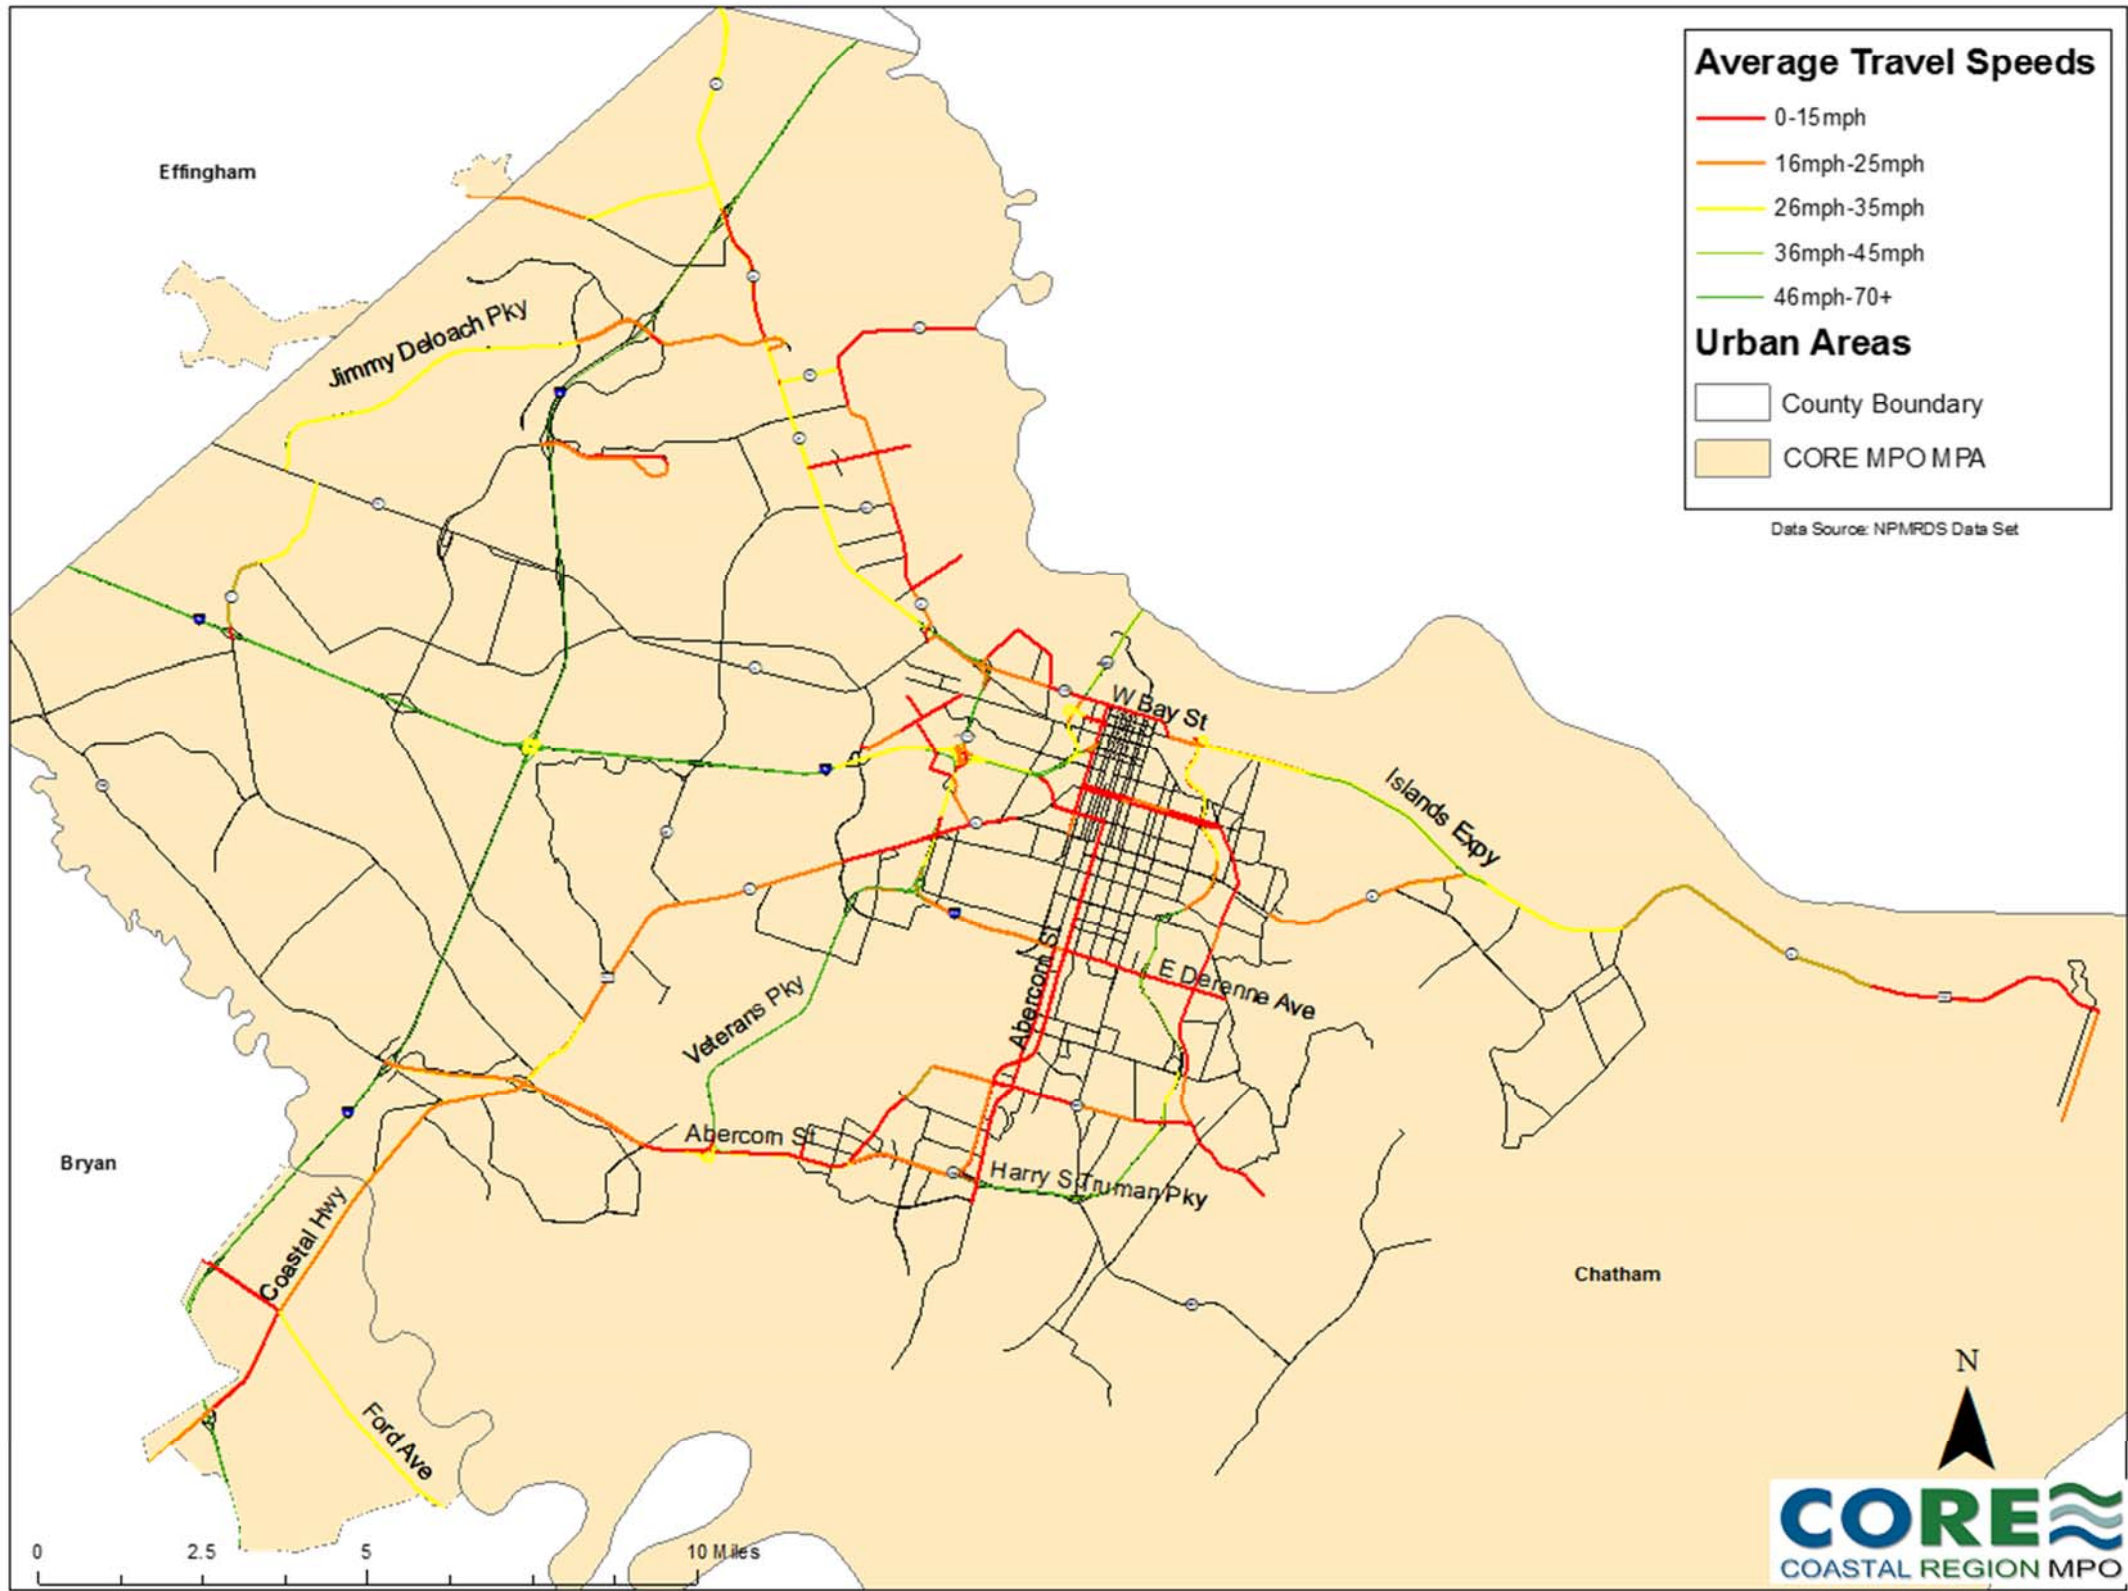 Average Travel Speeds
0-15mph
16mph-25mph
26mph-35mph
36mph-45mph
46mph-70+
Urban Areas
County Boundary
CORE MPO MPA
Data Source: NPMRDS Data Set
Effingham
Jimmy Deloach Pky
W Bay St
Islands Expy
E Derenne Ave
Abercorn St
Veterans Pky
Abercorn St
Harry S Truman Pky
Bryan
Coastal Hwy
Chatham
Ford Ave
N
0 2.5 5 10 Miles
CORE
COASTAL REGION MPO